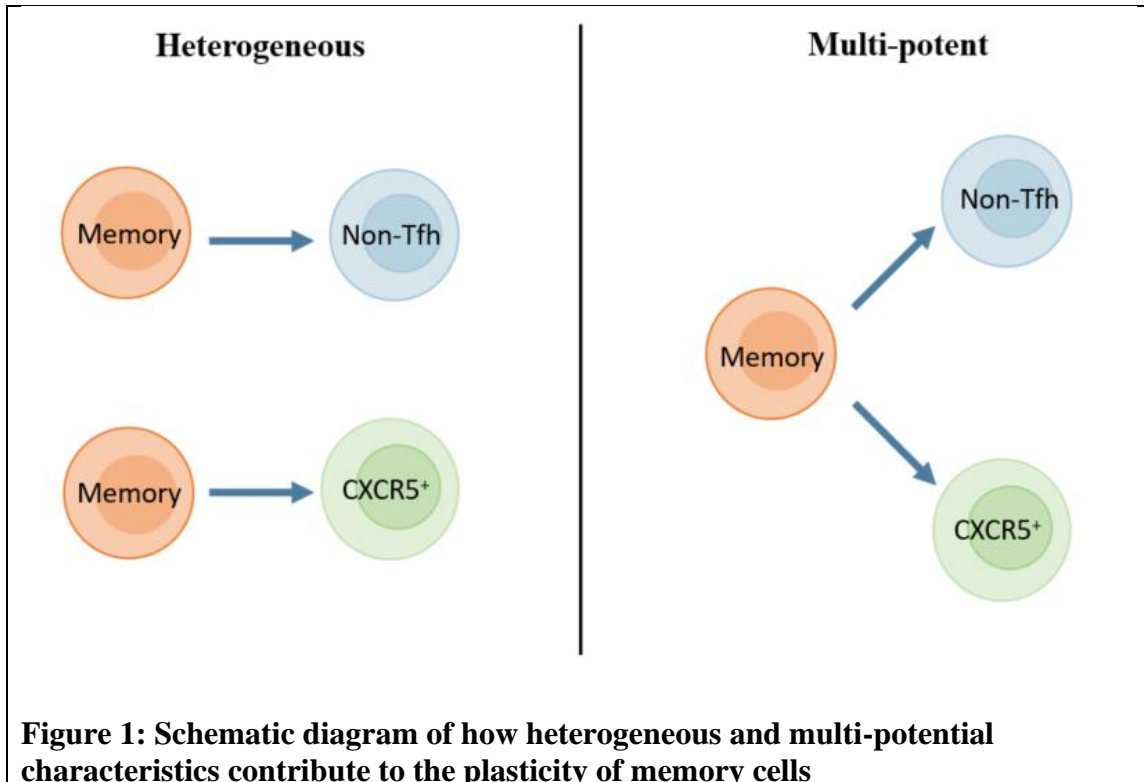 Heterogeneous
Multi-potent
Memory
Non-Tfh
Memory
CXCR5⁺
Memory
Non-Tfh
CXCR5⁺
Figure 1: Schematic diagram of how heterogeneous and multi-potential
characteristics contribute to the plasticity of memory cells